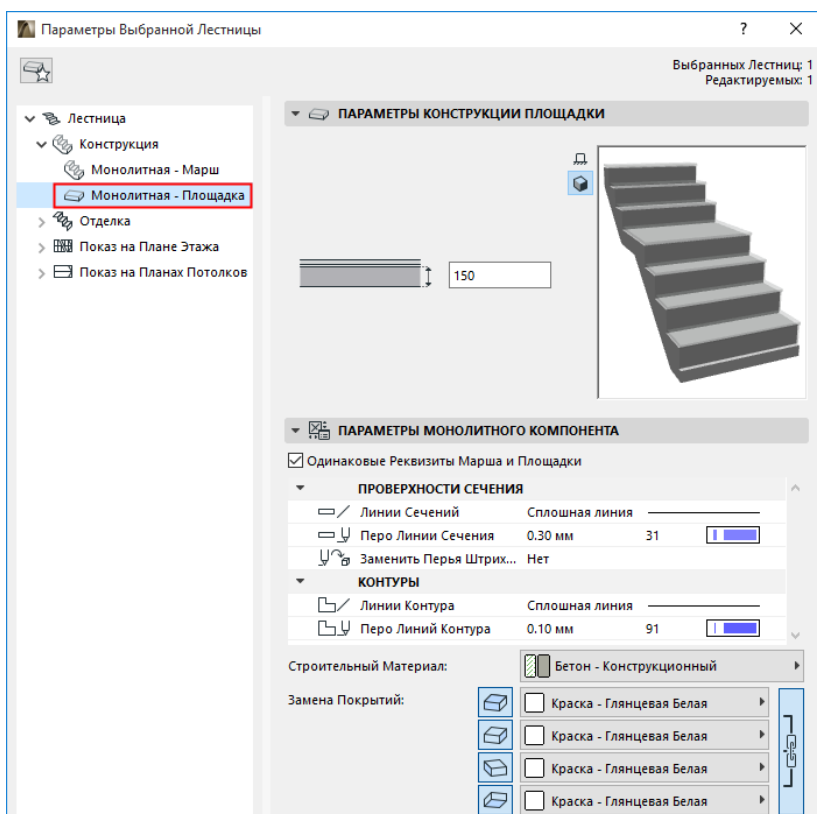 Параметры Выбранной Лестницы
?
Выбранных Лестниц: 1
Редактируемых: 1
Лестница
Конструкция
Монолитная - Марш
Монолитная - Площадка
Отделка
Показ на Плане Этажа
Показ на Планах Потолков
ПАРАМЕТРЫ КОНСТРУКЦИИ ПЛОЩАДКИ
150
ПАРАМЕТРЫ МОНОЛИТНОГО КОМПОНЕНТА
Одинаковые Реквизиты Марша и Площадки
ПРОВЕРХНОСТИ СЕЧЕНИЯ
Линии Сечений Сплошная линия
Перо Линии Сечения 0.30 мм 31
Заменить Перья Штрих... Нет
КОНТУРЫ
Линии Контура Сплошная линия
Перо Линий Контура 0.10 мм 91
Строительный Материал: Бетон - Конструкционный
Замена Покрытий: Краска - Глянцевая Белая
Краска - Глянцевая Белая
Краска - Глянцевая Белая
Краска - Глянцевая Белая